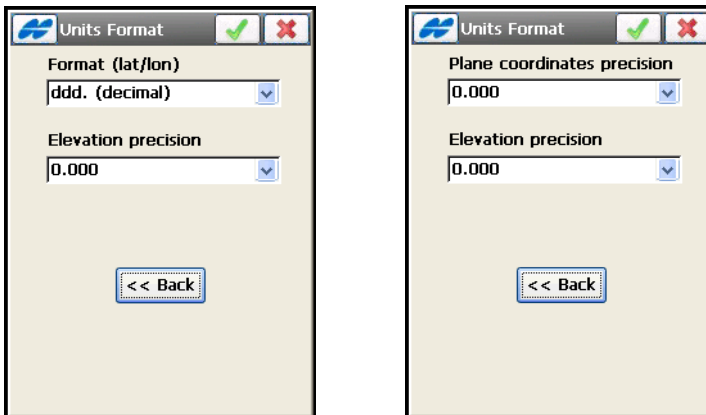 Units Format
Format (lat/lon)
ddd. (decimal)
Elevation precision
0.000
<< Back
Units Format
Plane coordinates precision
0.000
Elevation precision
0.000
<< Back